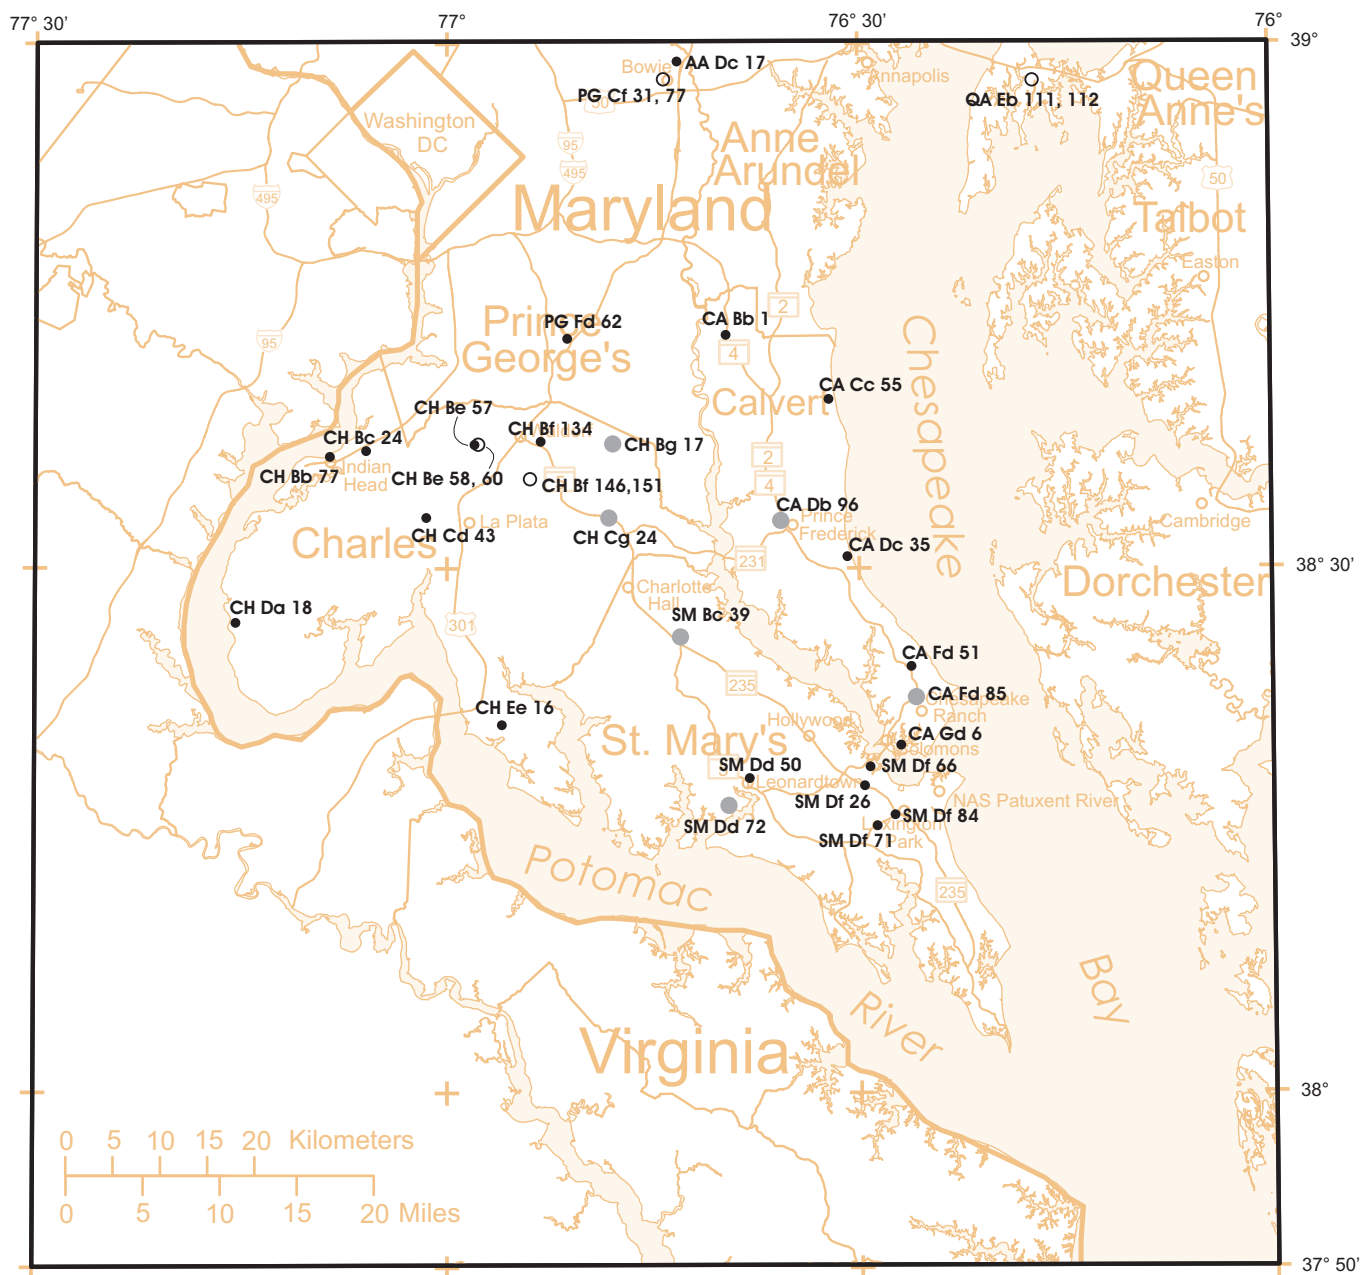 77° 30'
77°
76° 30'
76°
39°
Bowie
AA Dc 17
PG Cf 31, 77
50
Annapolis
QA Eb 111, 112
Queen
Anne's
Washington
DC
95
495
495
Anne
Arundel
Maryland
50
Talbot
Easton
2
PG Fd 62
Prince
George's
CA Bb 1
4
95
Chesapeake
CA Cc 55
Calvert
CH Be 57
CH Bc 24
CH Bf 134
CH Bg 17
2
4
CH Bb 77
Indian
Head
CH Be 58, 60
CH Bf 146,151
CA Db 96
Prince
Frederick
Cambridge
La Plata
CH Cd 43
CH Cg 24
Charles
CA Dc 35
231
38° 30'
Dorchester
Charlotte
Hall
CH Da 18
SM Bc 39
301
CA Fd 51
235
CA Fd 85
Chesapeake
Ranch
CH Ee 16
Hollywood
CA Gd 6
Solomons
St. Mary's
SM Dd 50
SM Df 66
5
Leonardtown
SM Df 26
NAS Patuxent River
SM Dd 72
SM Df 84
Lexington
Park
SM Df 71
Potomac
235
Bay
River
Virginia
38°
0 5 10 15 20 Kilometers
0 5 10 15 20 Miles
37° 50'